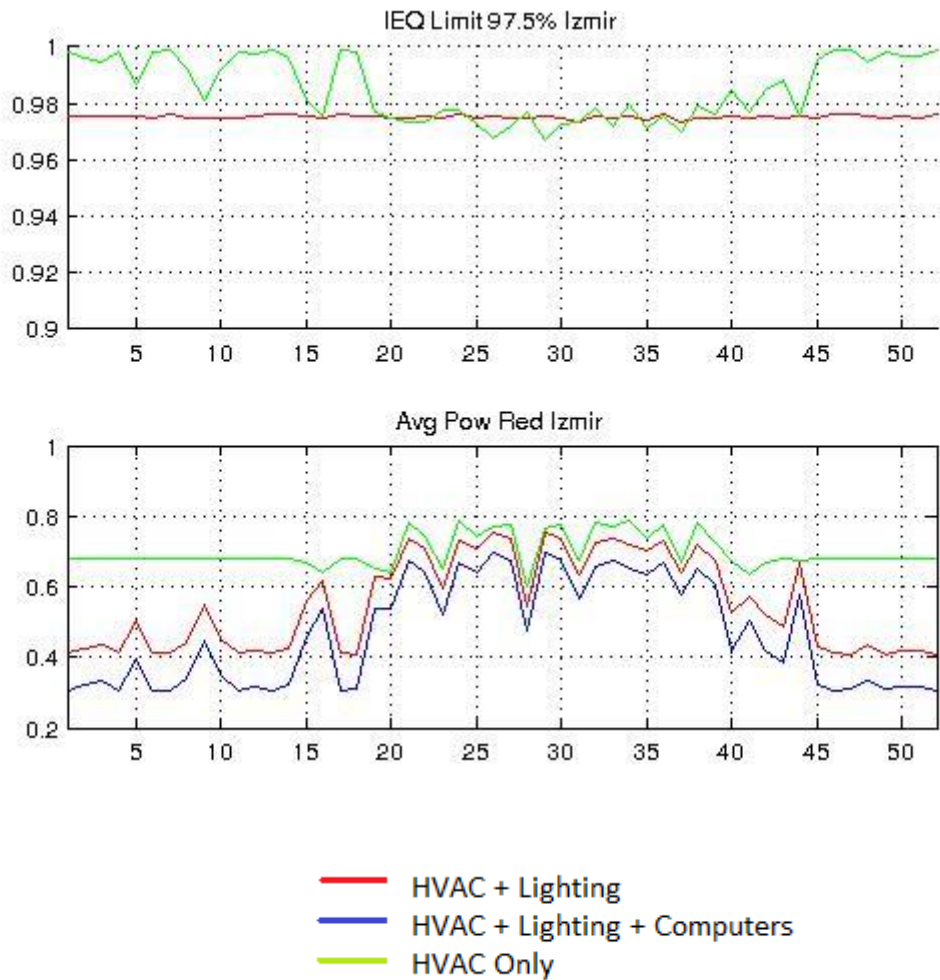 IEQ Limit 97.5% Izmir
1
0.98
0.96
0.94
0.92
0.9
5 10 15 20 25 30 35 40 45 50
Avg Pow Red Izmir
1
0.8
0.6
0.4
0.2
5 10 15 20 25 30 35 40 45 50
HVAC + Lighting
HVAC + Lighting + Computers
HVAC Only